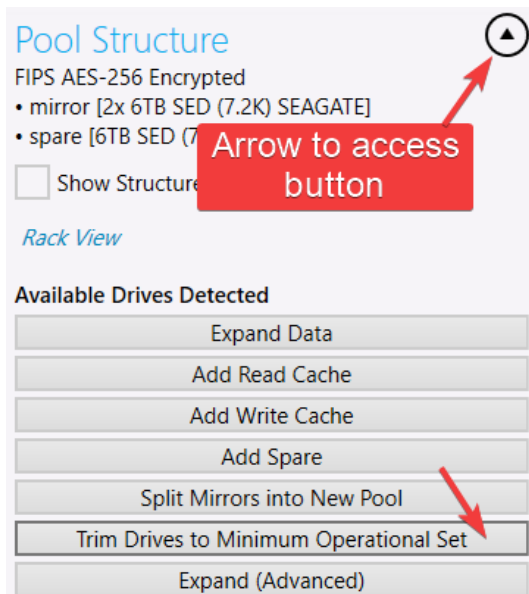 Pool Structure
FIPS AES-256 Encrypted
• mirror [2x 6TB SED (7.2K) SEAGATE]
• spare [6TB SED (7
Arrow to access
button
Show Structure
Rack View
Available Drives Detected
Expand Data
Add Read Cache
Add Write Cache
Add Spare
Split Mirrors into New Pool
Trim Drives to Minimum Operational Set
Expand (Advanced)